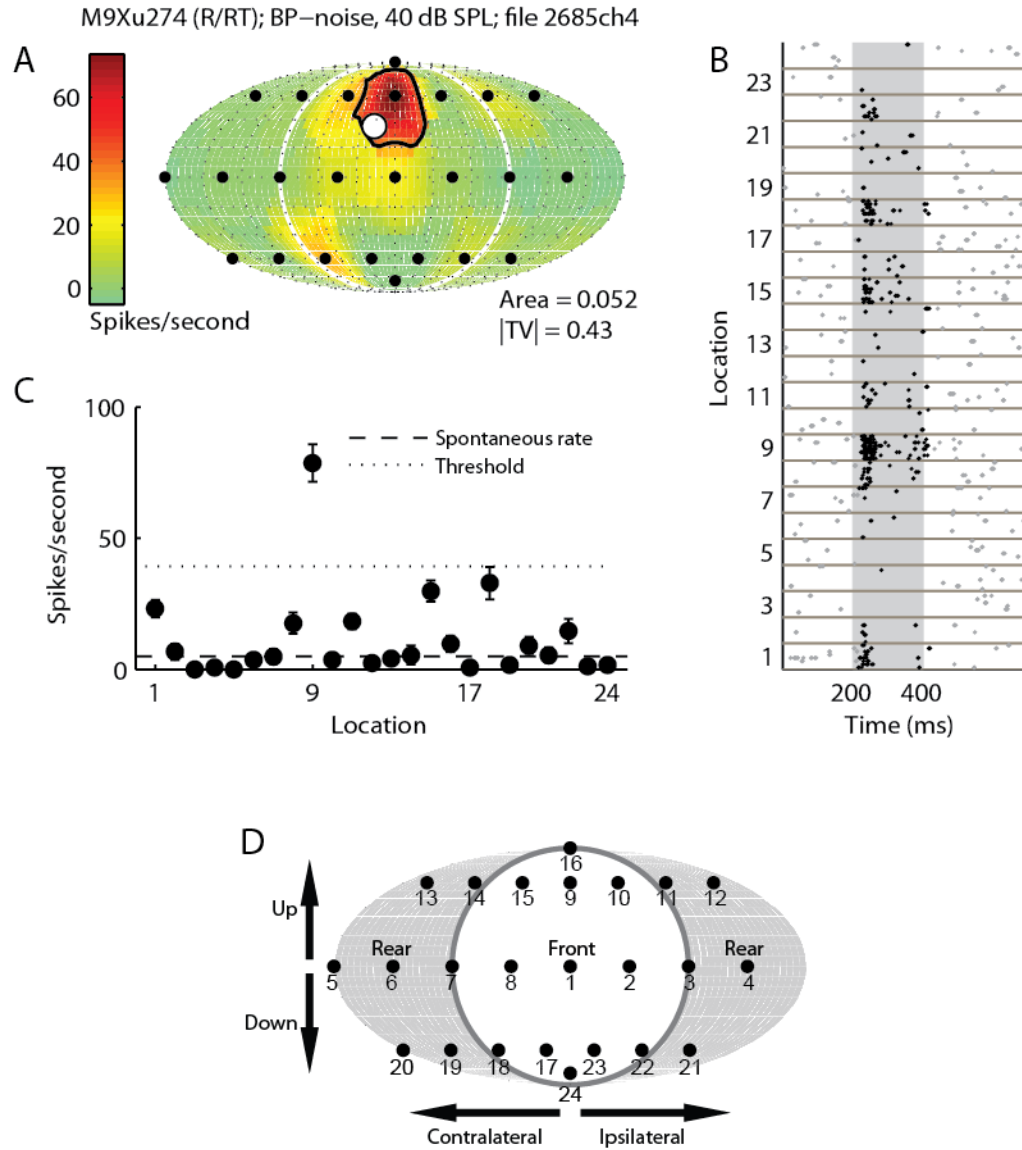 M9Xu274 (R/RT); BP−noise, 40 dB SPL; file 2685ch4
A
60
40
20
0
Spikes/second
Area = 0.052
|TV| = 0.43
B
23
21
19
17
15
13
11
9
7
5
3
1
Location
200 400
Time (ms)
C
100
50
0
Spikes/second
Spontaneous rate
Threshold
1 9 17 24
Location
D
Up
Down
16
13 14 15 9 10 11 12
Rear Front Rear
5 6 7 8 1 2 3 4
20 19 18 17 23 22 21
24
Contralateral Ipsilateral